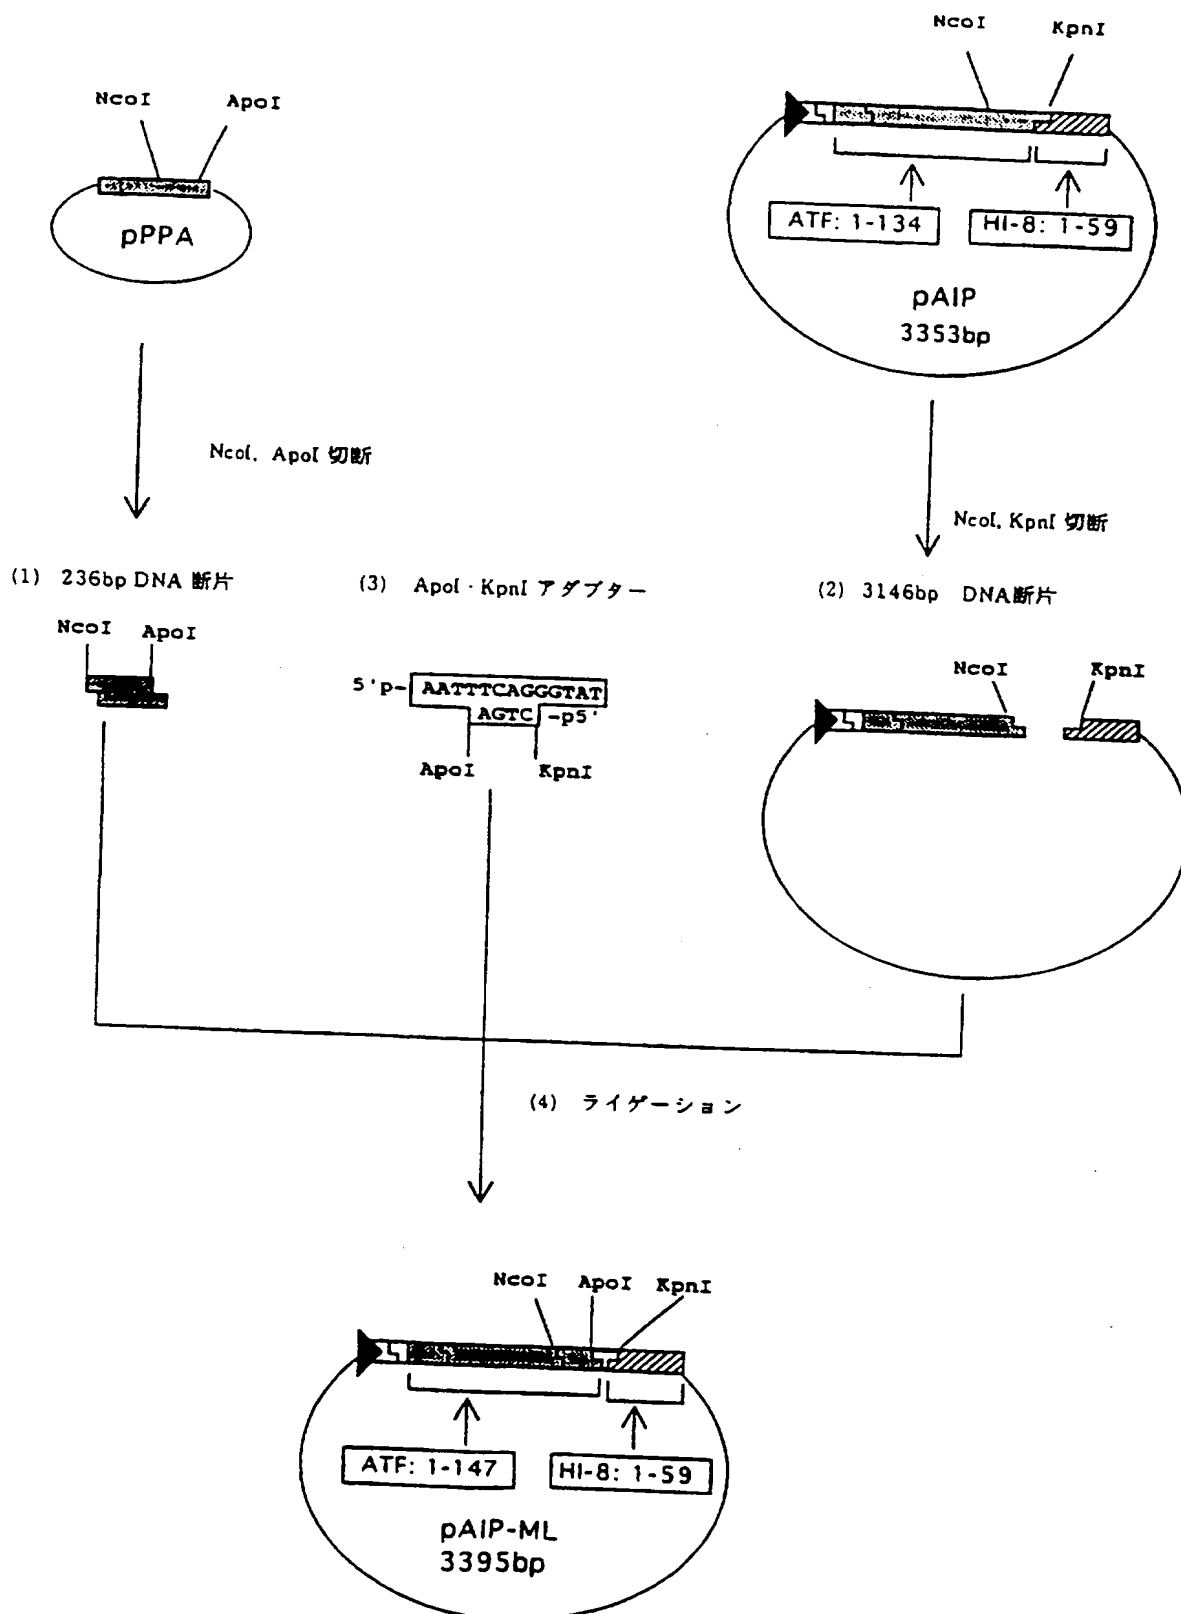 NcoI
KpnI
NcoI
ApoI
pPPA
ATF: 1-134
HI-8: 1-59
pAIP
3353bp
NcoI, ApoI 切断
NcoI, KpnI 切断
(1) 236bp DNA 断片
(3) ApoI · KpnI アダプター
(2) 3146bp DNA断片
NcoI
ApoI
5'p- AATTTCAGGGTAT
AGTC -p5'
ApoI
KpnI
NcoI
KpnI
(4) ライゲーション
NcoI
ApoI
KpnI
ATF: 1-147
HI-8: 1-59
pAIP-ML
3395bp